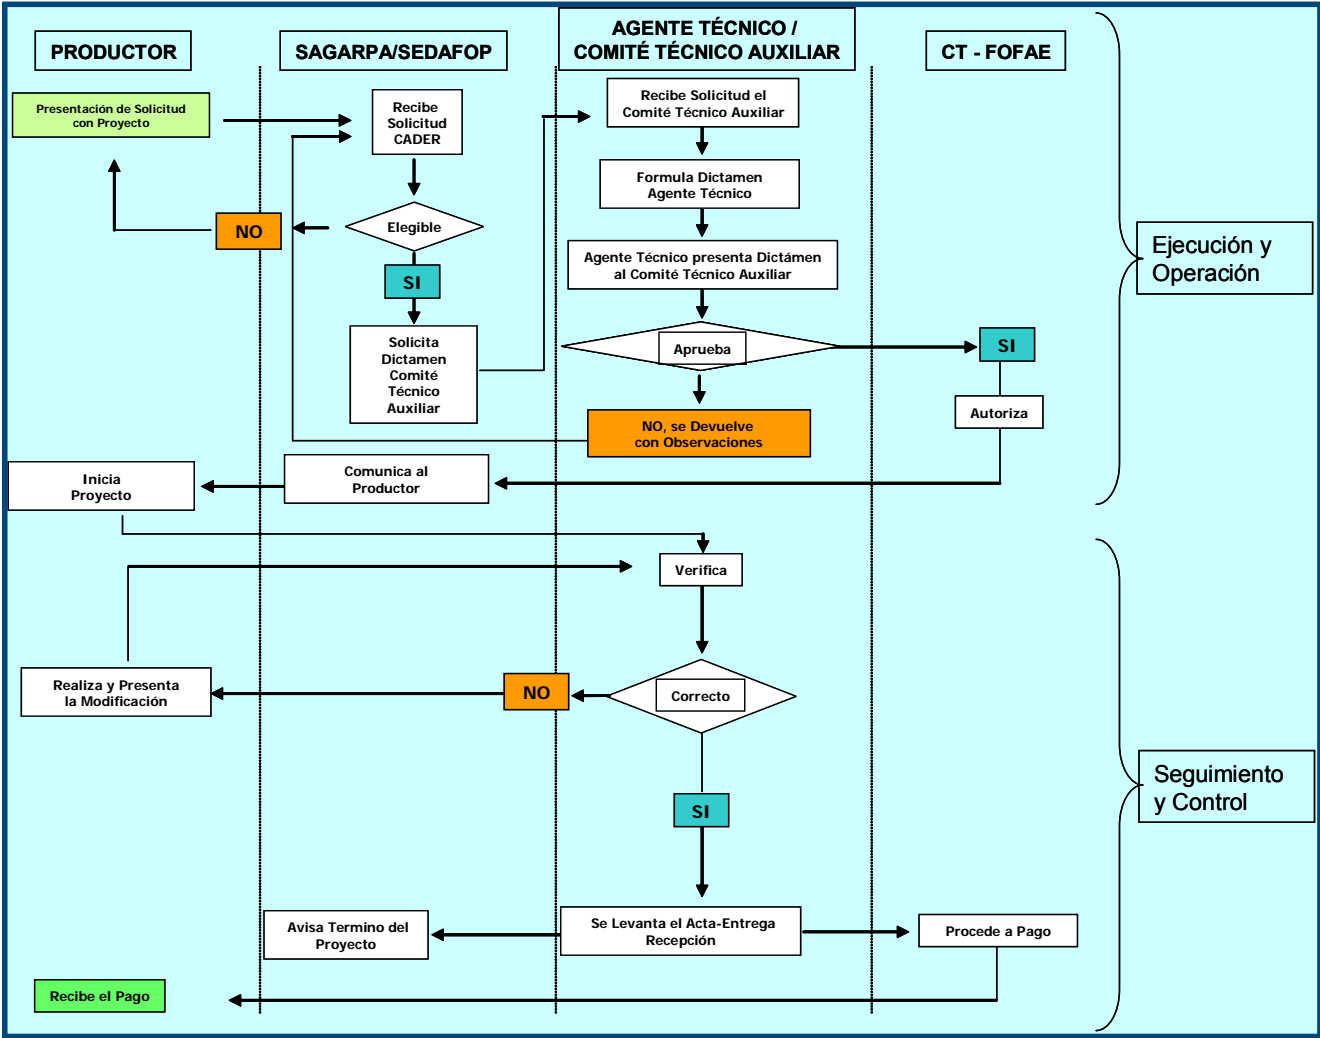 PRODUCTOR
SAGARPA/SEDAFOP
AGENTE TÉCNICO /
COMITÉ TÉCNICO AUXILIAR
CT - FOFAE
Presentación de Solicitud
con Proyecto
Recibe
Solicitud
CADER
Recibe Solicitud el
Comité Técnico Auxiliar
Formula Dictamen
Agente Técnico
NO
Elegible
Agente Técnico presenta Dictámen
al Comité Técnico Auxiliar
Ejecución y
Operación
SI
Solicita
Dictamen
Comité
Técnico
Auxiliar
Aprueba
SI
Autoriza
NO, se Devuelve
con Observaciones
Inicia
Proyecto
Comunica al
Productor
Verifica
Realiza y Presenta
la Modificación
NO
Correcto
Seguimiento
y Control
SI
Avisa Termino del
Proyecto
Se Levanta el Acta-Entrega
Recepción
Procede a Pago
Recibe el Pago